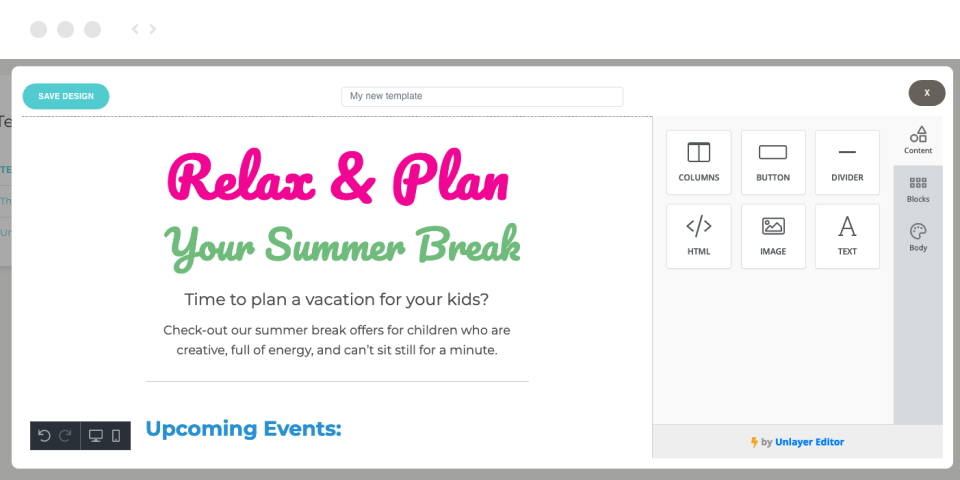 SAVE DESIGN
My new template
X
Relax & Plan
Your Summer Break
Time to plan a vacation for your kids?
Check-out our summer break offers for children who are
creative, full of energy, and can't sit still for a minute.
Upcoming Events:
COLUMNS
BUTTON
DIVIDER
HTML
IMAGE
TEXT
Content
Blocks
Body
by Unlayer Editor